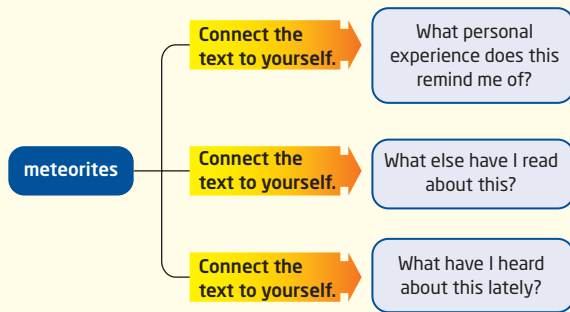 Connect the
text to yourself.
What personal
experience does this
remind me of?
meteorites
Connect the
text to yourself.
What else have I read
about this?
Connect the
text to yourself.
What have I heard
about this lately?